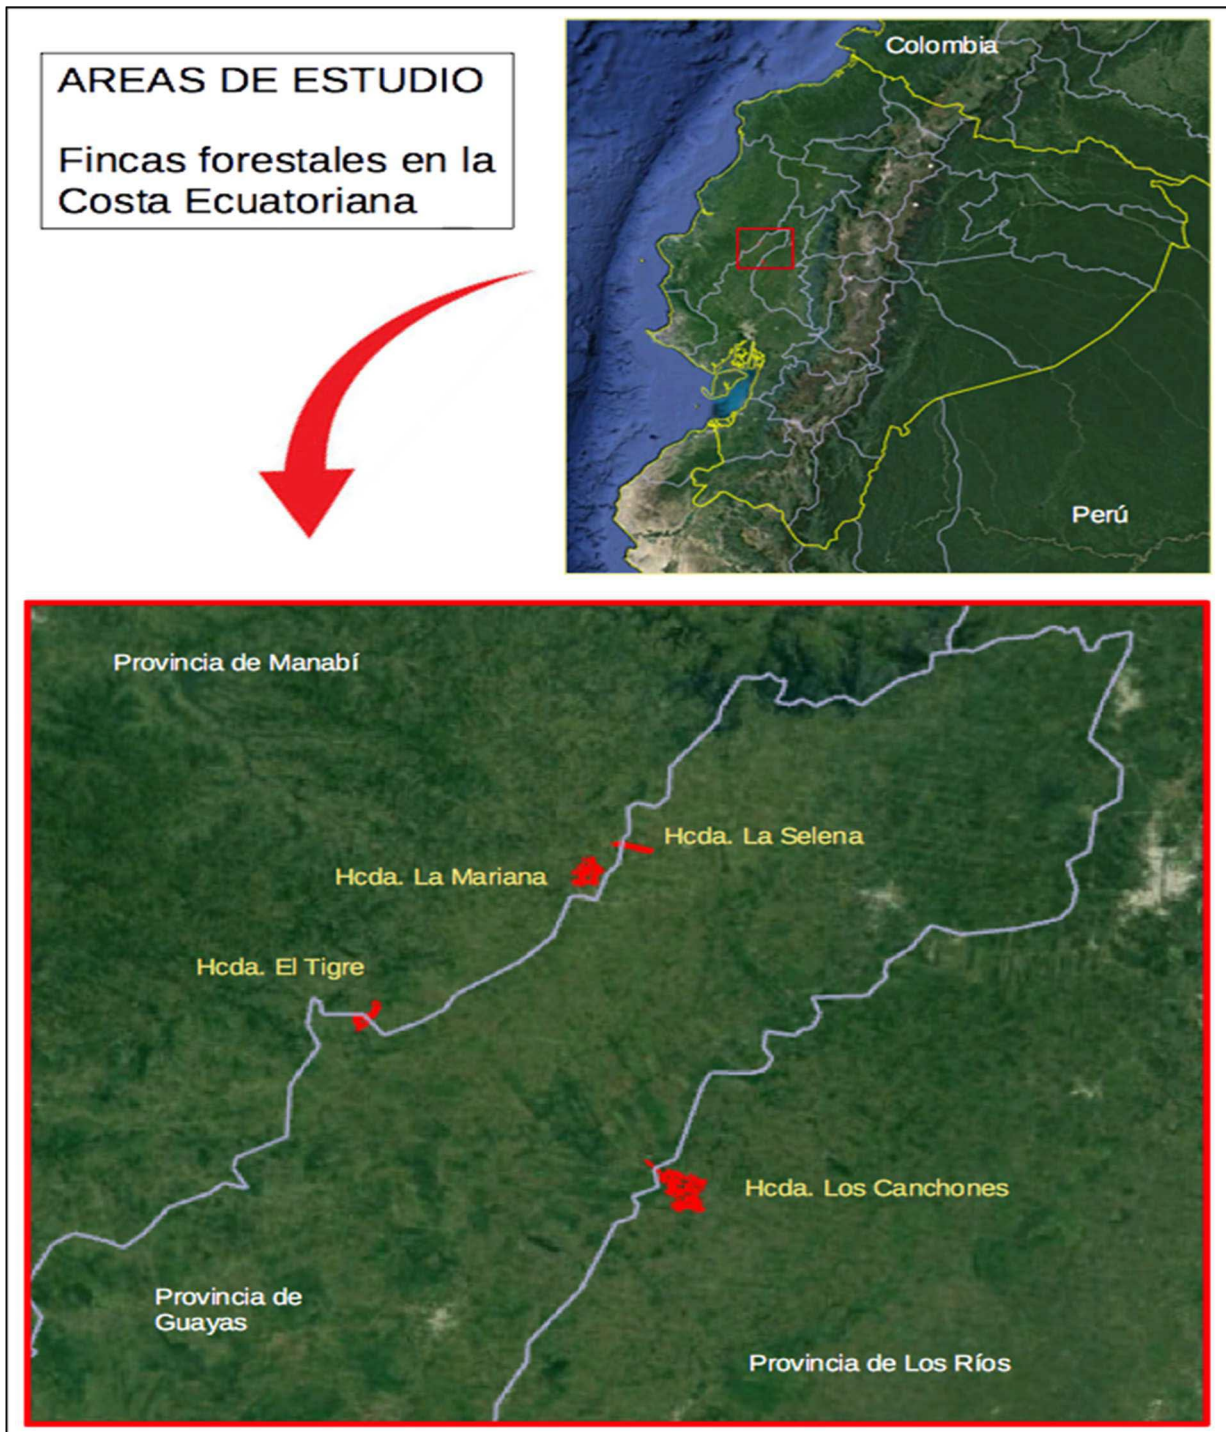 AREAS DE ESTUDIO
Fincas forestales en la
Costa Ecuatoriana
Colombia
Perú
Provincia de Manabí
Hcda. La Selena
Hcda. La Mariana
Hcda. El Tigre
Hcda. Los Canchones
Provincia de
Guayas
Provincia de Los Ríos